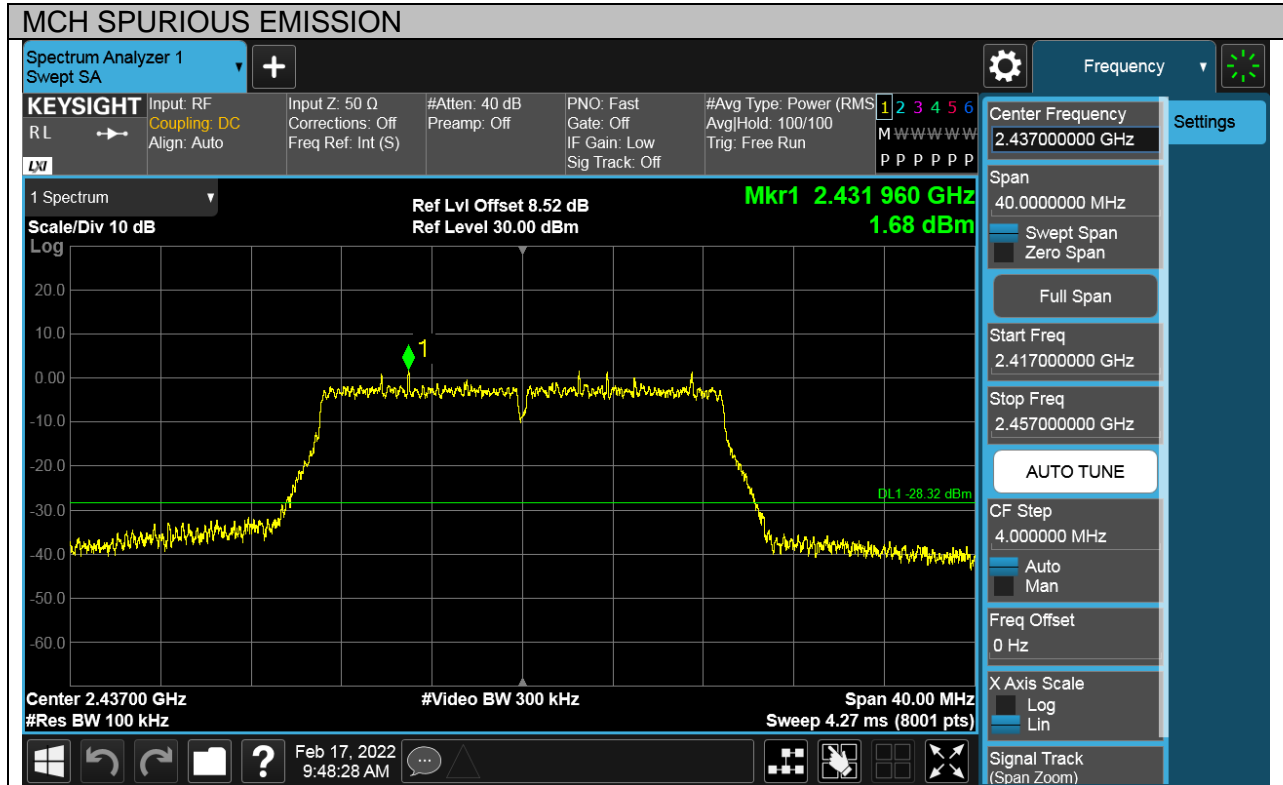 MCH SPURIOUS EMISSION
Spectrum Analyzer 1
Swept SA
+
Frequency
KEYSIGHT
RL
LXI
Input: RF
Coupling: DC
Align: Auto
Input Z: 50 Ω
Corrections: Off
Freq Ref: Int (S)
#Atten: 40 dB
Preamp: Off
PNO: Fast
Gate: Off
IF Gain: Low
Sig Track: Off
#Avg Type: Power (RMS
Avg|Hold: 100/100
Trig: Free Run
1 2 3 4 5 6
M W W W W W
P P P P P P
1 Spectrum
Scale/Div 10 dB
Ref Lvl Offset 8.52 dB
Ref Level 30.00 dBm
Mkr1 2.431 960 GHz
1.68 dBm
Log
20.0
10.0
0.00
-10.0
-20.0
-30.0
-40.0
-50.0
-60.0
1
DL1 -28.32 dBm
Center 2.43700 GHz
#Res BW 100 kHz
#Video BW 300 kHz
Span 40.00 MHz
Sweep 4.27 ms (8001 pts)
Center Frequency
2.437000000 GHz
Settings
Span
40.0000000 MHz
Swept Span
Zero Span
Full Span
Start Freq
2.417000000 GHz
Stop Freq
2.457000000 GHz
AUTO TUNE
CF Step
4.000000 MHz
Auto
Man
Freq Offset
0 Hz
X Axis Scale
Log
Lin
Signal Track
(Span Zoom)
?
Feb 17, 2022
9:48:28 AM